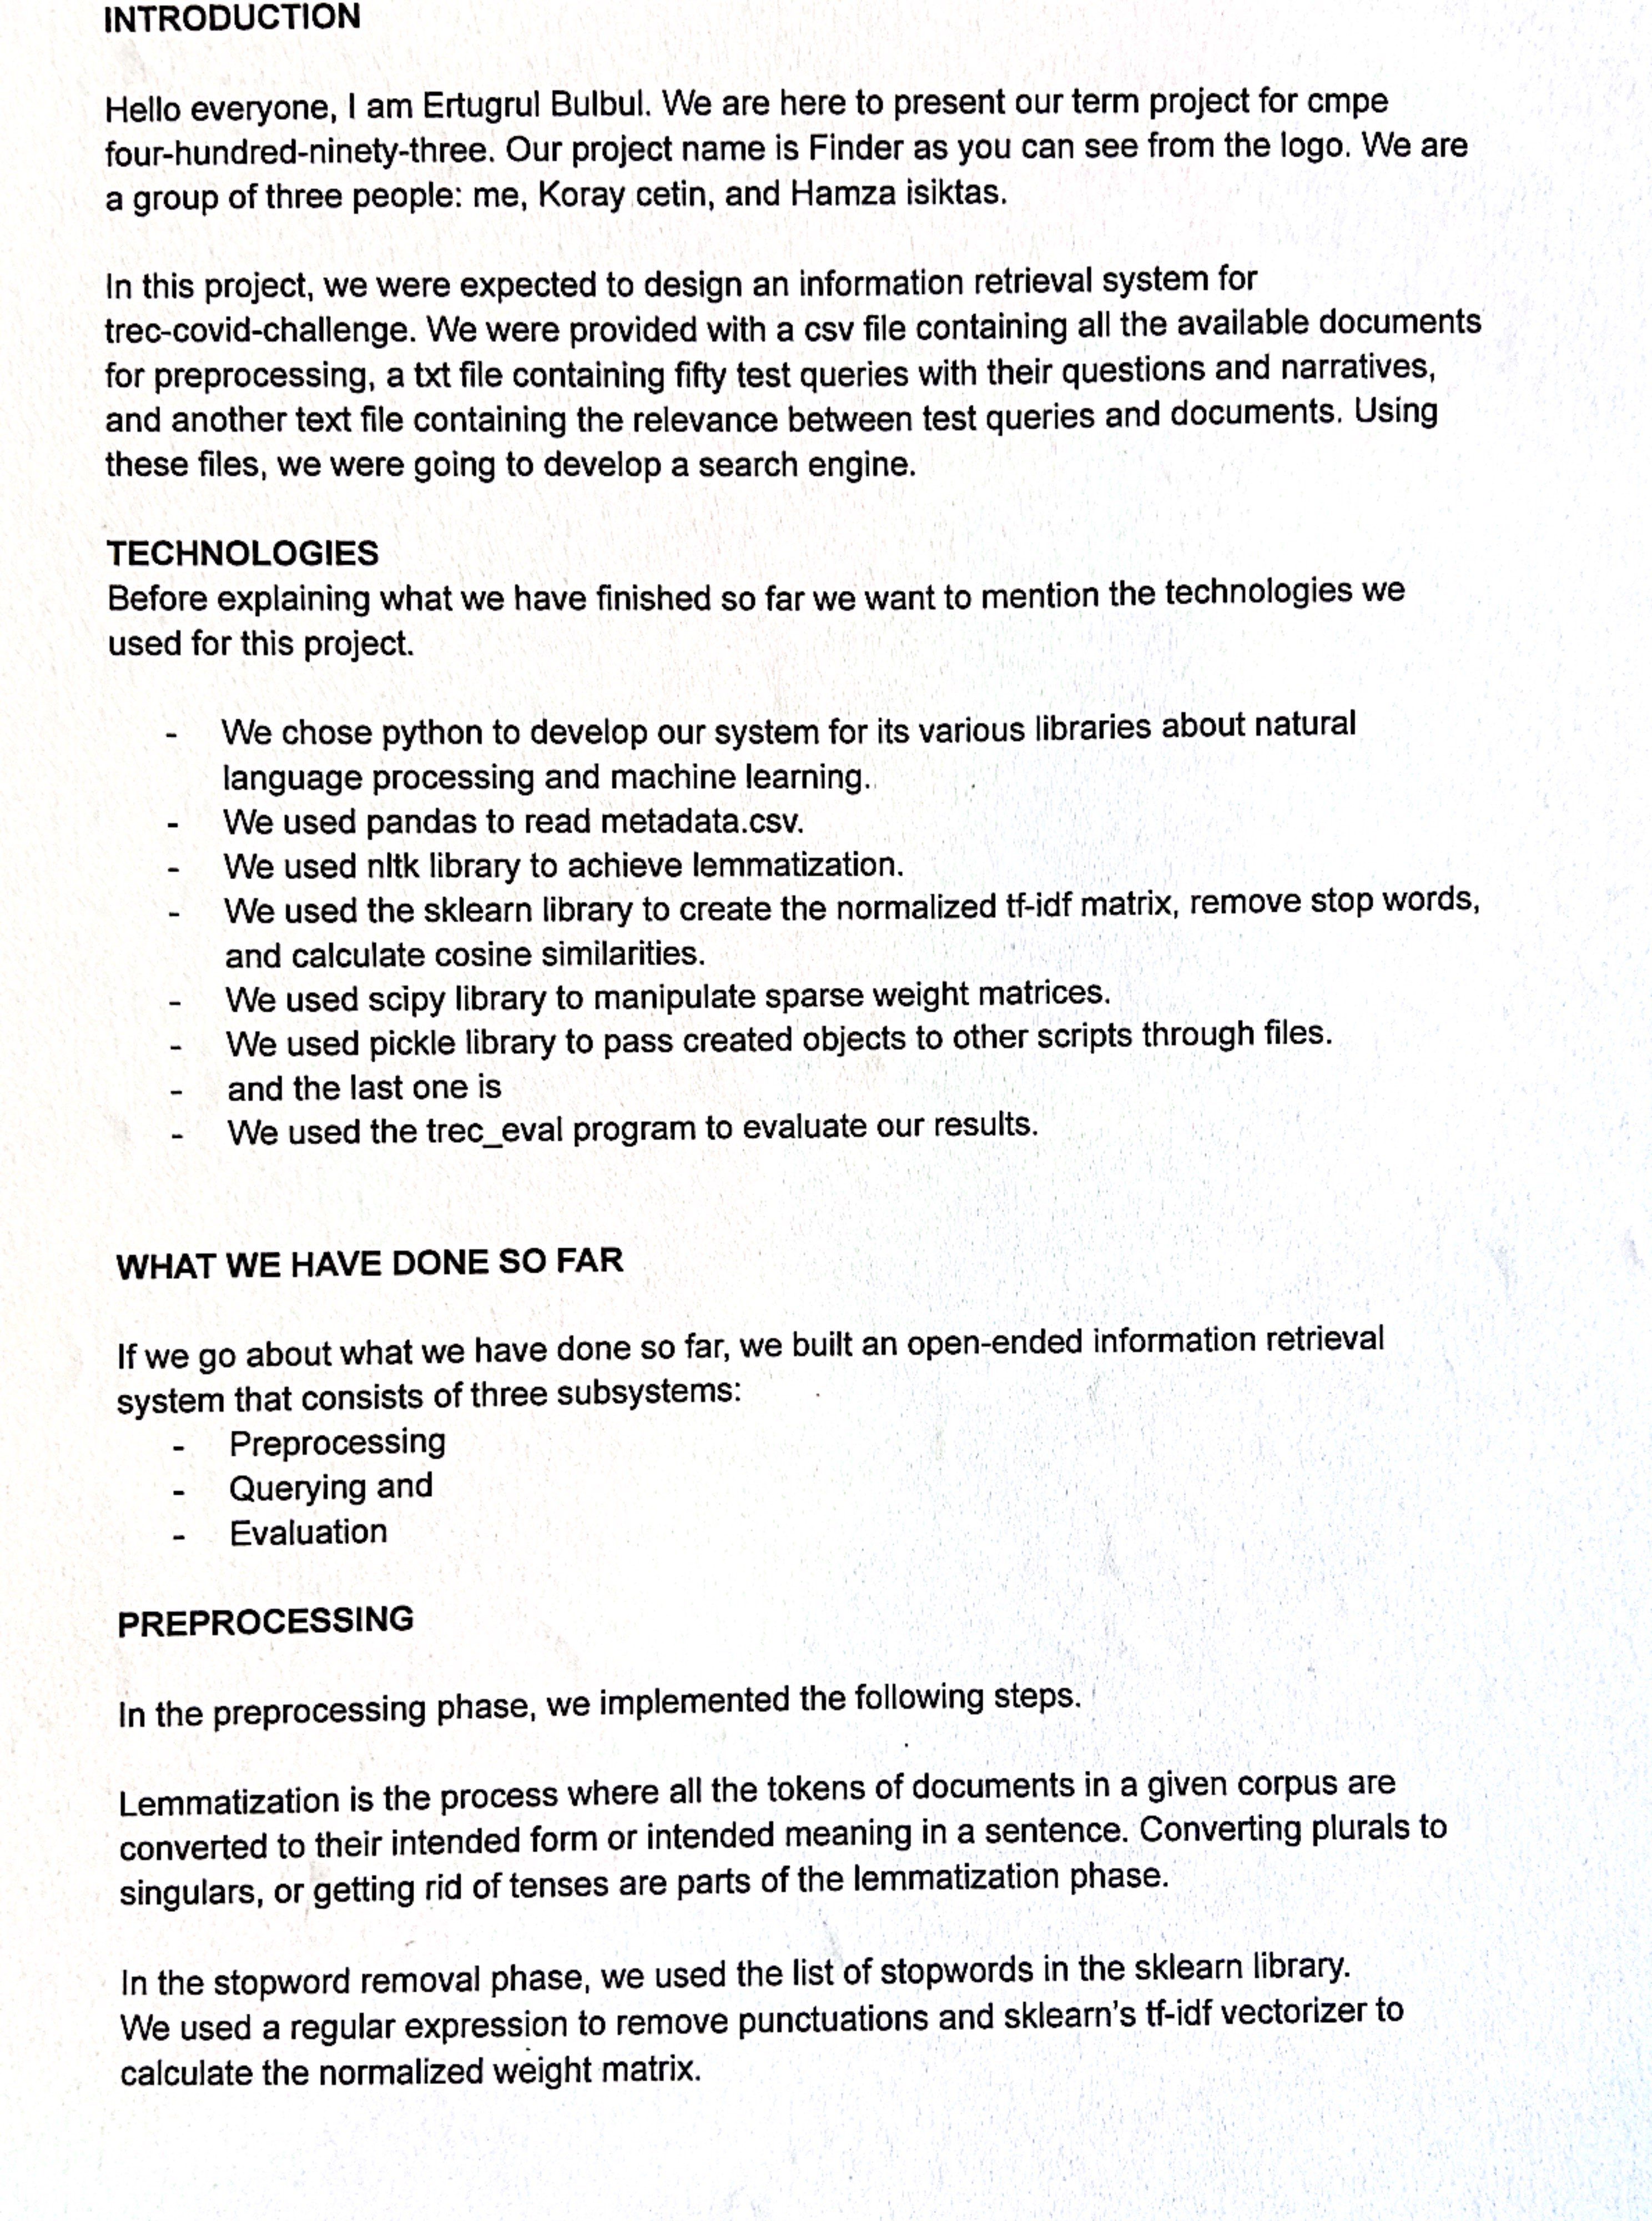 INTRODUCTION
Hello everyone, I am Ertugrul Bulbul. We are here to present our term project for cmpe
four-hundred-ninety-three. Our project name is Finder as you can see from the logo. We are
a group of three people: me, Koray cetin, and Hamza isiktas.
In this project, we were expected to design an information retrieval system for
trec-covid-challenge. We were provided with a csv file containing all the available documents
for preprocessing, a txt file containing fifty test queries with their questions and narratives,
and another text file containing the relevance between test queries and documents. Using
these files, we were going to develop a search engine.
TECHNOLOGIES
Before explaining what we have finished so far we want to mention the technologies we
used for this project.
- We chose python to develop our system for its various libraries about natural
language processing and machine learning.
- We used pandas to read metadata.csv.
- We used nltk library to achieve lemmatization.
- We used the sklearn library to create the normalized tf-idf matrix, remove stop words,
and calculate cosine similarities.
- We used scipy library to manipulate sparse weight matrices.
- We used pickle library to pass created objects to other scripts through files.
- and the last one is
- We used the trec_eval program to evaluate our results.
WHAT WE HAVE DONE SO FAR
If we go about what we have done so far, we built an open-ended information retrieval
system that consists of three subsystems:
- Preprocessing
- Querying and
- Evaluation
PREPROCESSING
In the preprocessing phase, we implemented the following steps.
Lemmatization is the process where all the tokens of documents in a given corpus are
converted to their intended form or intended meaning in a sentence. Converting plurals to
singulars, or getting rid of tenses are parts of the lemmatization phase.
In the stopword removal phase, we used the list of stopwords in the sklearn library.
We used a regular expression to remove punctuations and sklearn's tf-idf vectorizer to
calculate the normalized weight matrix.